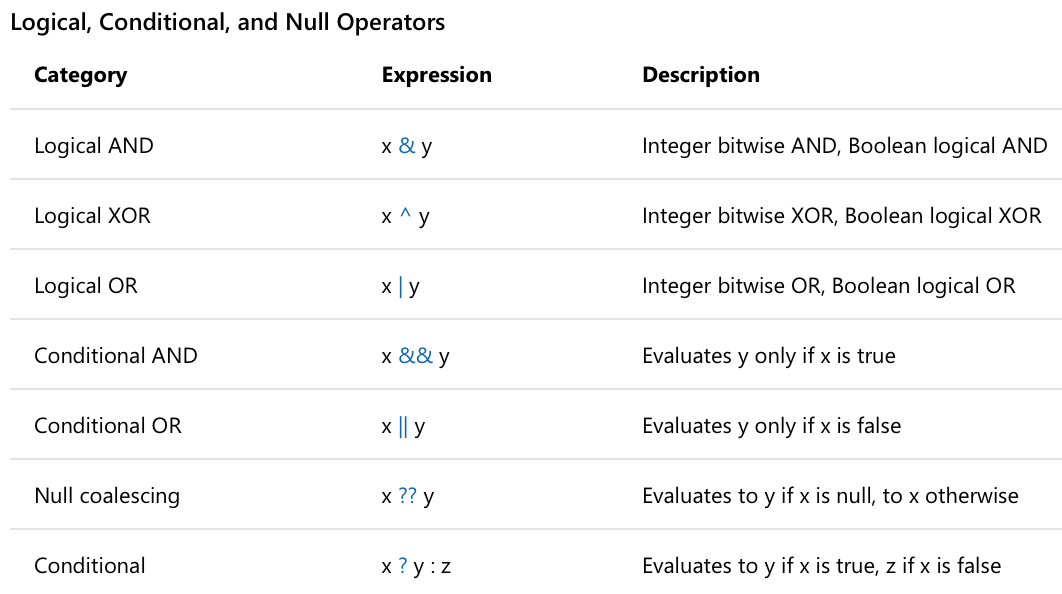 Logical, Conditional, and Null Operators
Category Expression Description
Logical AND x & y Integer bitwise AND, Boolean logical AND
Logical XOR x ^ y Integer bitwise XOR, Boolean logical XOR
Logical OR x | y Integer bitwise OR, Boolean logical OR
Conditional AND x && y Evaluates y only if x is true
Conditional OR x || y Evaluates y only if x is false
Null coalescing x ?? y Evaluates to y if x is null, to x otherwise
Conditional x ? y : z Evaluates to y if x is true, z if x is false